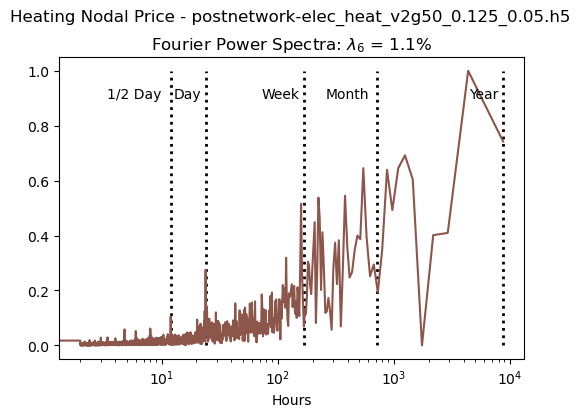 Heating Nodal Price - postnetwork-elec_heat_v2g50_0.125_0.05.h5
Fourier Power Spectra: λ₆ = 1.1%
1/2 Day
Day
Week
Month
Year
1.0
0.8
0.6
0.4
0.2
0.0
10¹
10²
10³
10⁴
Hours